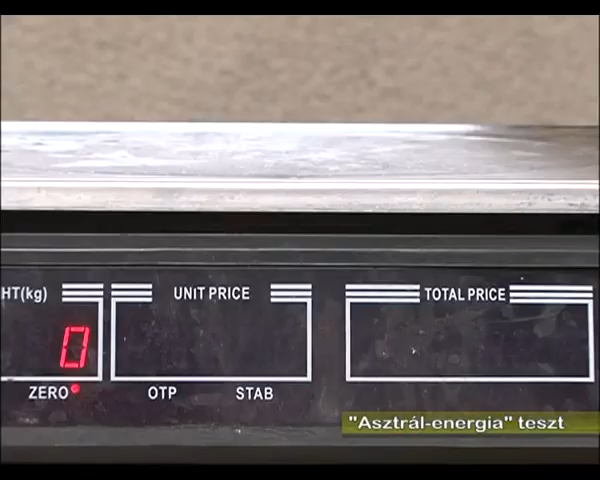 HT(kg) UNIT PRICE TOTAL PRICE
0
ZERO OTP STAB
"Asztrál-energia" teszt